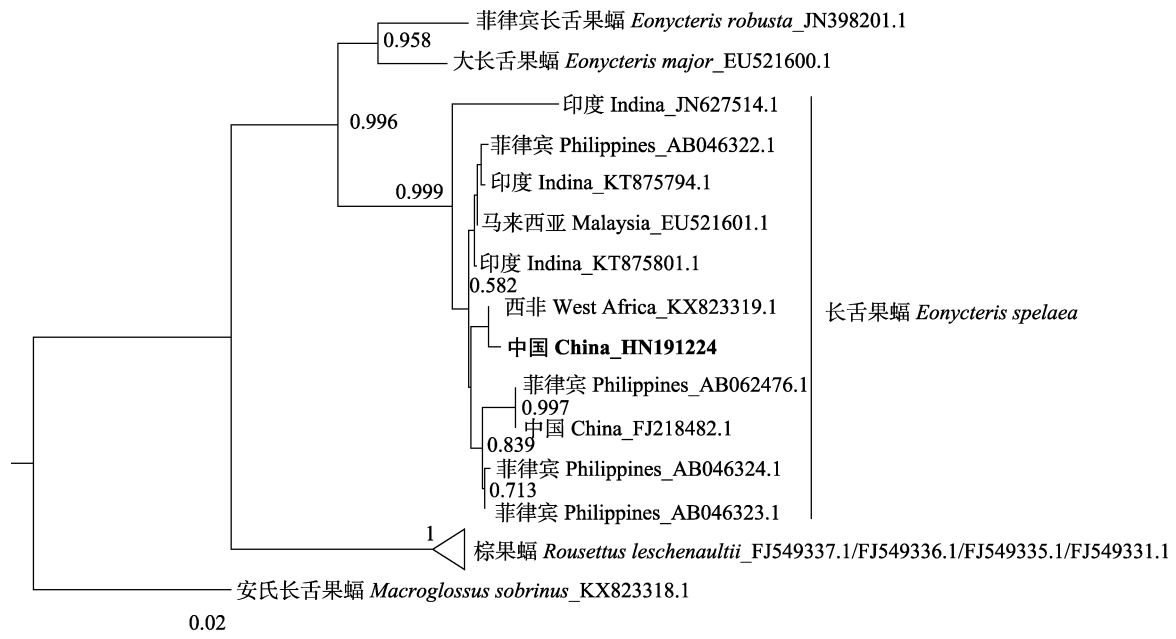 菲律宾长舌果蝠 Eonycteris robusta_JN398201.1
0.958
大长舌果蝠 Eonycteris major_EU521600.1
印度 Indina_JN627514.1
0.996
菲律宾 Philippines_AB046322.1
印度 Indina_KT875794.1
0.999
马来西亚 Malaysia_EU521601.1
印度 Indina_KT875801.1
0.582
西非 West Africa_KX823319.1
长舌果蝠 Eonycteris spelaea
中国 China_HN191224
菲律宾 Philippines_AB062476.1
0.997
中国 China_FJ218482.1
0.839
菲律宾 Philippines_AB046324.1
0.713
菲律宾 Philippines_AB046323.1
1
棕果蝠 Rousettus leschenaultii_FJ549337.1/FJ549336.1/FJ549335.1/FJ549331.1
安氏长舌果蝠 Macroglossus sobrinus_KX823318.1
0.02